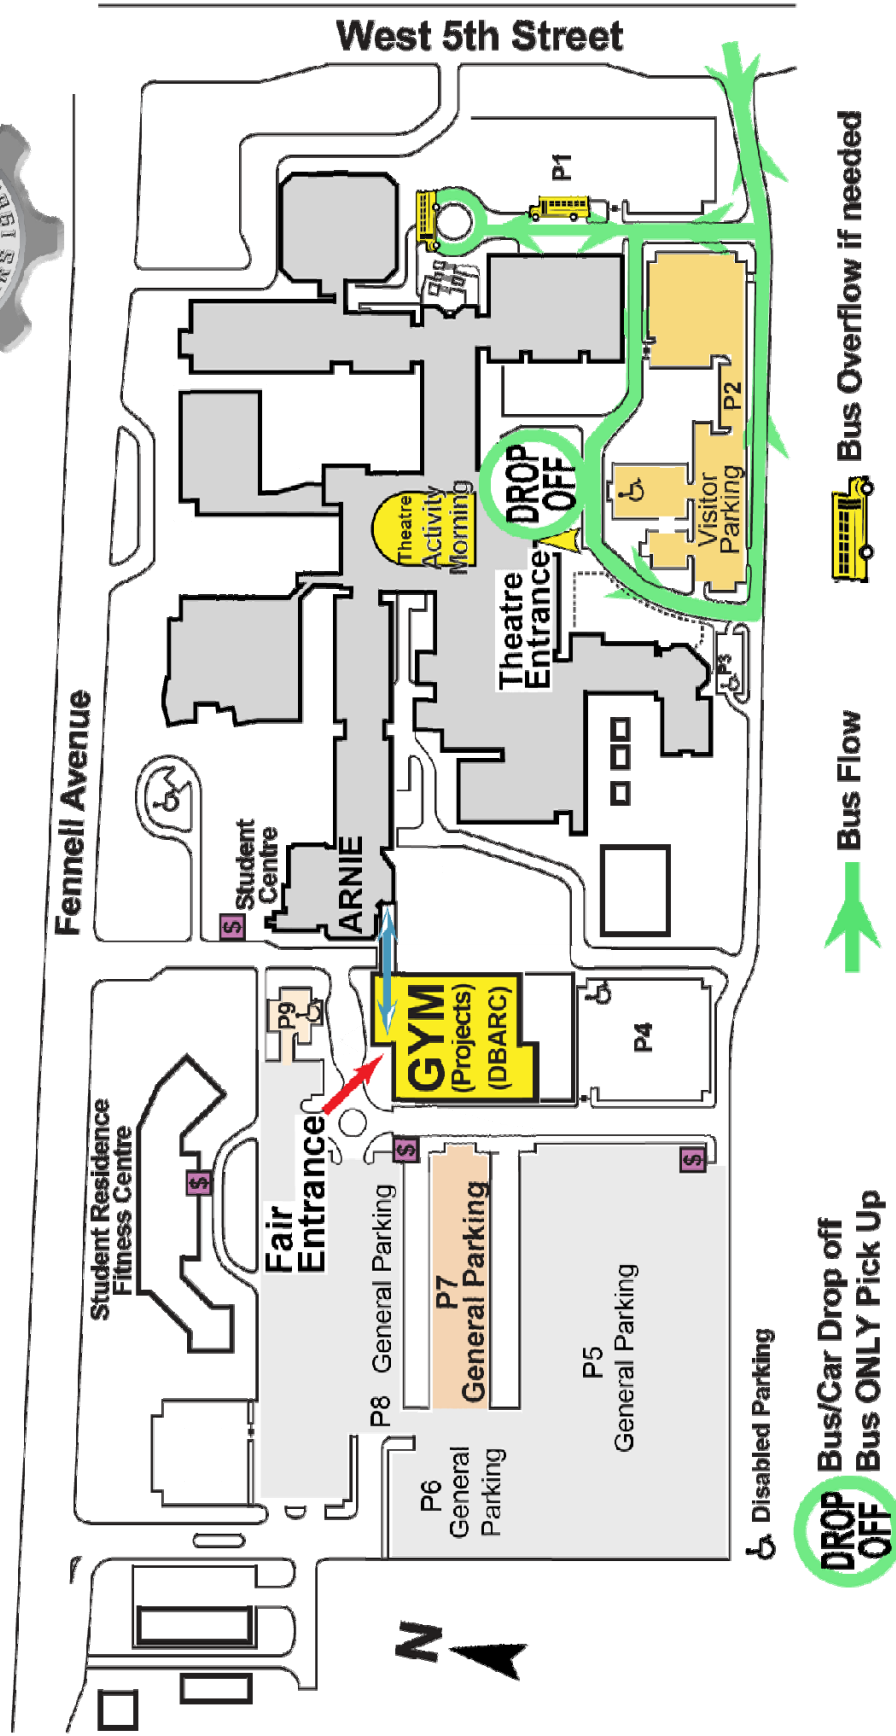 West 5th Street
Fennell Avenue
P1
P2
Visitor
Parking
P3
Theatre
Activity
Morning
DROP
OFF
Theatre
Entrance
Student
Centre
$
ARNIE
GYM
(Projects)
(DBARC)
P9
P4
Fair
Entrance
Student Residence
Fitness Centre
$
$
$
P8 General Parking
P7
General Parking
P5
General Parking
P6
General
Parking
N
Bus Overflow if needed
Bus Flow
Disabled Parking
DROP
OFF
Bus/Car Drop off
Bus ONLY Pick Up